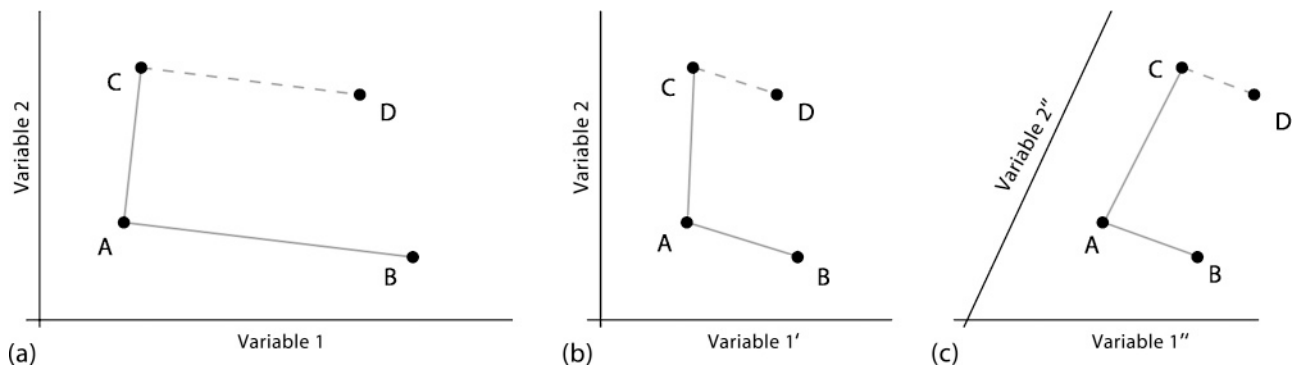 C
D
A
B
Variable 2
Variable 1
(a)
C
D
A
B
Variable 2
Variable 1′
(b)
C
D
A
B
Variable 2″
Variable 1″
(c)